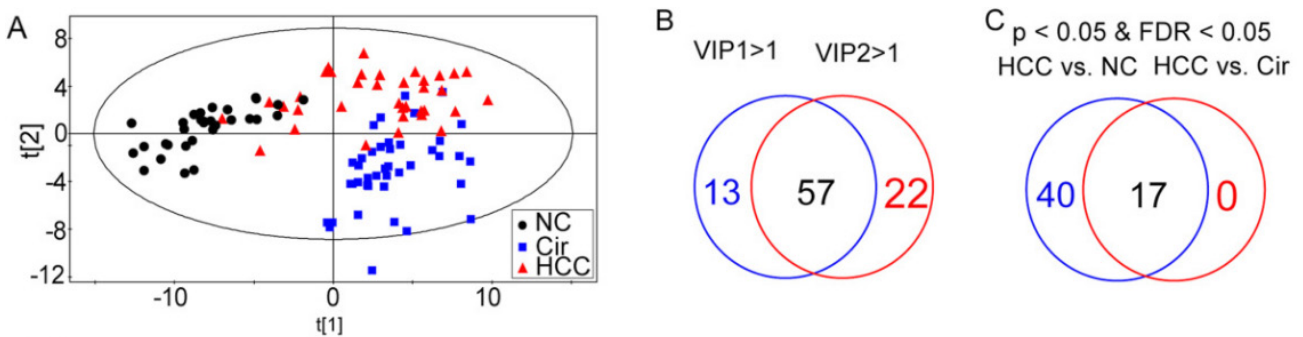 A
8
4
0
-4
-8
-12
t[2]
-10
0
10
t[1]
NC
Cir
HCC
B
VIP1>1 VIP2>1
13 57 22
C
p < 0.05 & FDR < 0.05
HCC vs. NC HCC vs. Cir
40 17 0